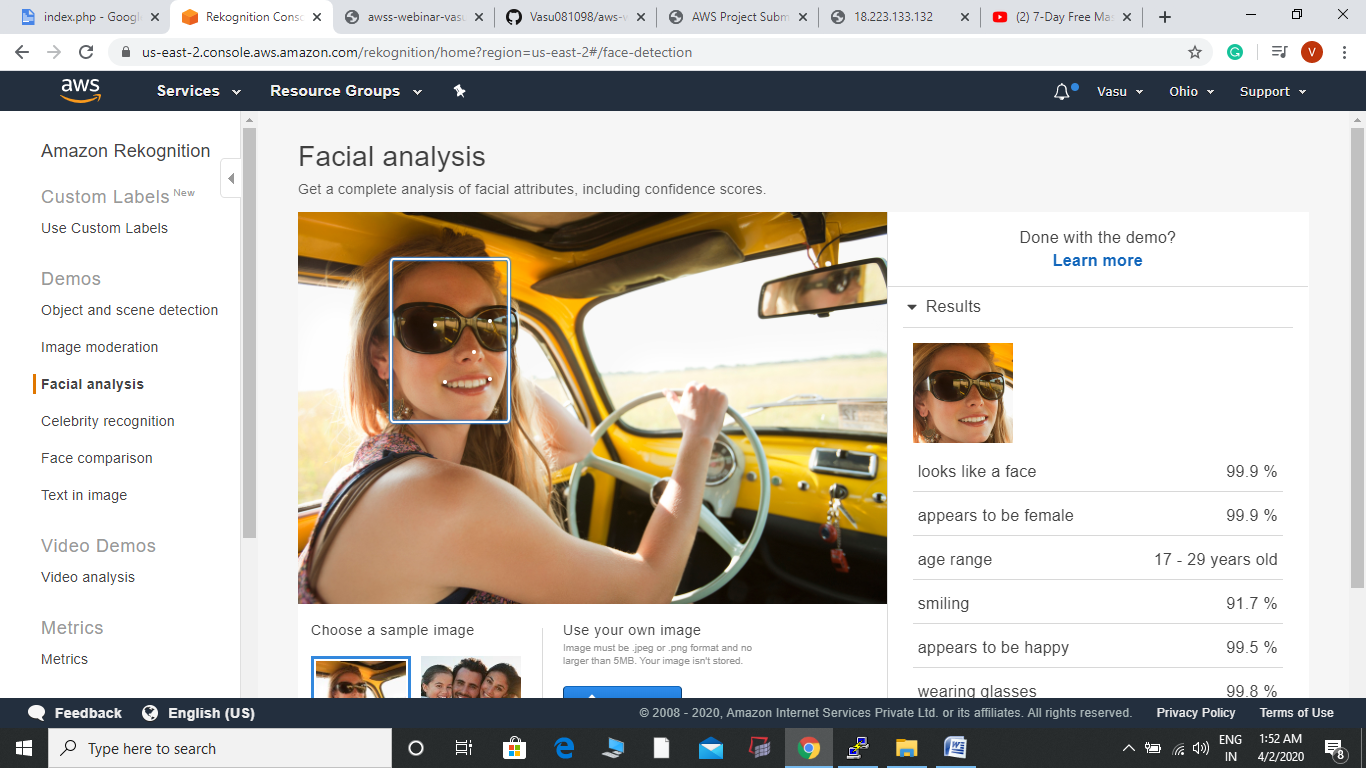 index.php - Googl
Rekognition Conso
awss-webinar-vasu
Vasu081098/aws-v
AWS Project Subm
18.223.133.132
(2) 7-Day Free Mas
us-east-2.console.aws.amazon.com/rekognition/home?region=us-east-2#/face-detection
V
aws
Services
Resource Groups
Vasu
Ohio
Support
Amazon Rekognition
Custom Labels New
Use Custom Labels
Demos
Object and scene detection
Image moderation
Facial analysis
Celebrity recognition
Face comparison
Text in image
Video Demos
Video analysis
Metrics
Metrics
Facial analysis
Get a complete analysis of facial attributes, including confidence scores.
Choose a sample image
Use your own image
Image must be .jpeg or .png format and no
larger than 5MB. Your image isn't stored.
Done with the demo?
Learn more
Results
looks like a face 99.9 %
appears to be female 99.9 %
age range 17 - 29 years old
smiling 91.7 %
appears to be happy 99.5 %
wearing glasses 99.8 %
Feedback
English (US)
© 2008 - 2020, Amazon Internet Services Private Ltd. or its affiliates. All rights reserved.
Privacy Policy
Terms of Use
Type here to search
ENG
IN
1:52 AM
4/2/2020
8